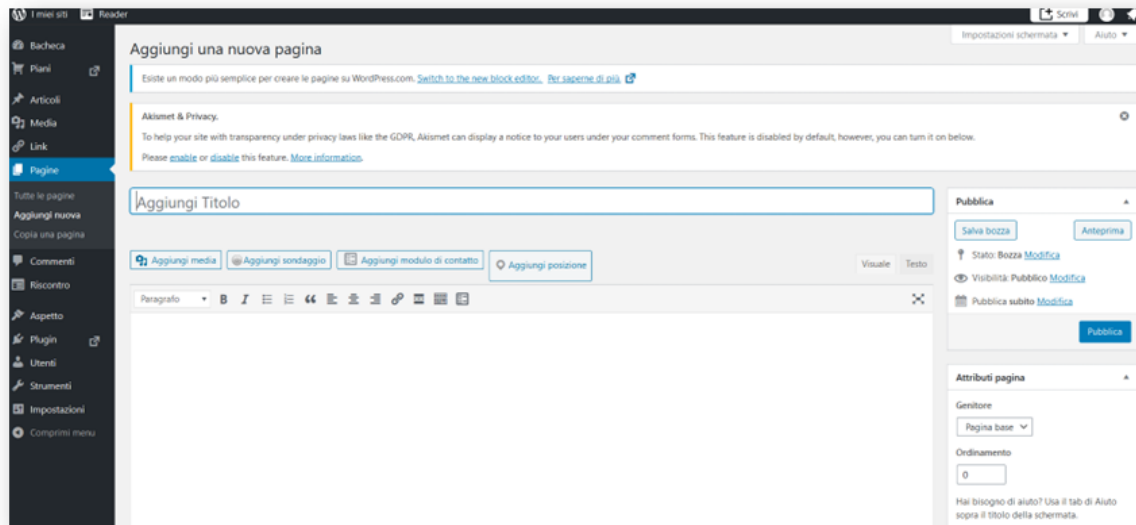 I miei siti
Reader
Scrivi
Bacheca
Piani
Articoli
Media
Link
Pagine
Tutte le pagine
Aggiungi nuova
Copia una pagina
Commenti
Riscontro
Aspetto
Plugin
Utenti
Strumenti
Impostazioni
Comprimi menu
Impostazioni schermata
Aiuto
Aggiungi una nuova pagina
Esiste un modo più semplice per creare le pagine su WordPress.com. Switch to the new block editor. Per saperne di più.
Akismet & Privacy.
To help your site with transparency under privacy laws like the GDPR, Akismet can display a notice to your users under your comment forms. This feature is disabled by default, however, you can turn it on below.
Please enable or disable this feature. More information.
Aggiungi Titolo
Aggiungi media
Aggiungi sondaggio
Aggiungi modulo di contatto
Aggiungi posizione
Visuale
Testo
Paragrafo
B I
Pubblica
Salva bozza
Anteprima
Stato: Bozza Modifica
Visibilità: Pubblico Modifica
Pubblica subito Modifica
Pubblica
Attributi pagina
Genitore
Pagina base
Ordinamento
0
Hai bisogno di aiuto? Usa il tab di Aiuto
sopra il titolo della schermata.